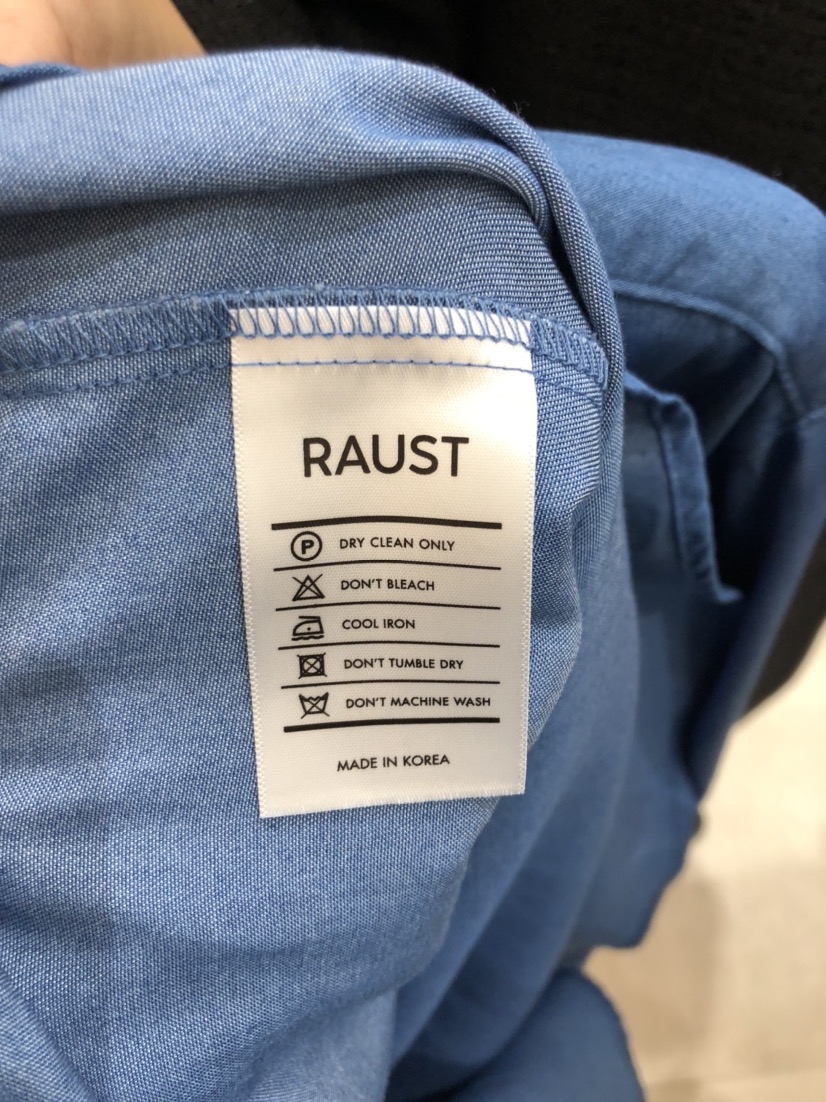 RAUST
P DRY CLEAN ONLY
DON'T BLEACH
COOL IRON
DON'T TUMBLE DRY
DON'T MACHINE WASH
MADE IN KOREA